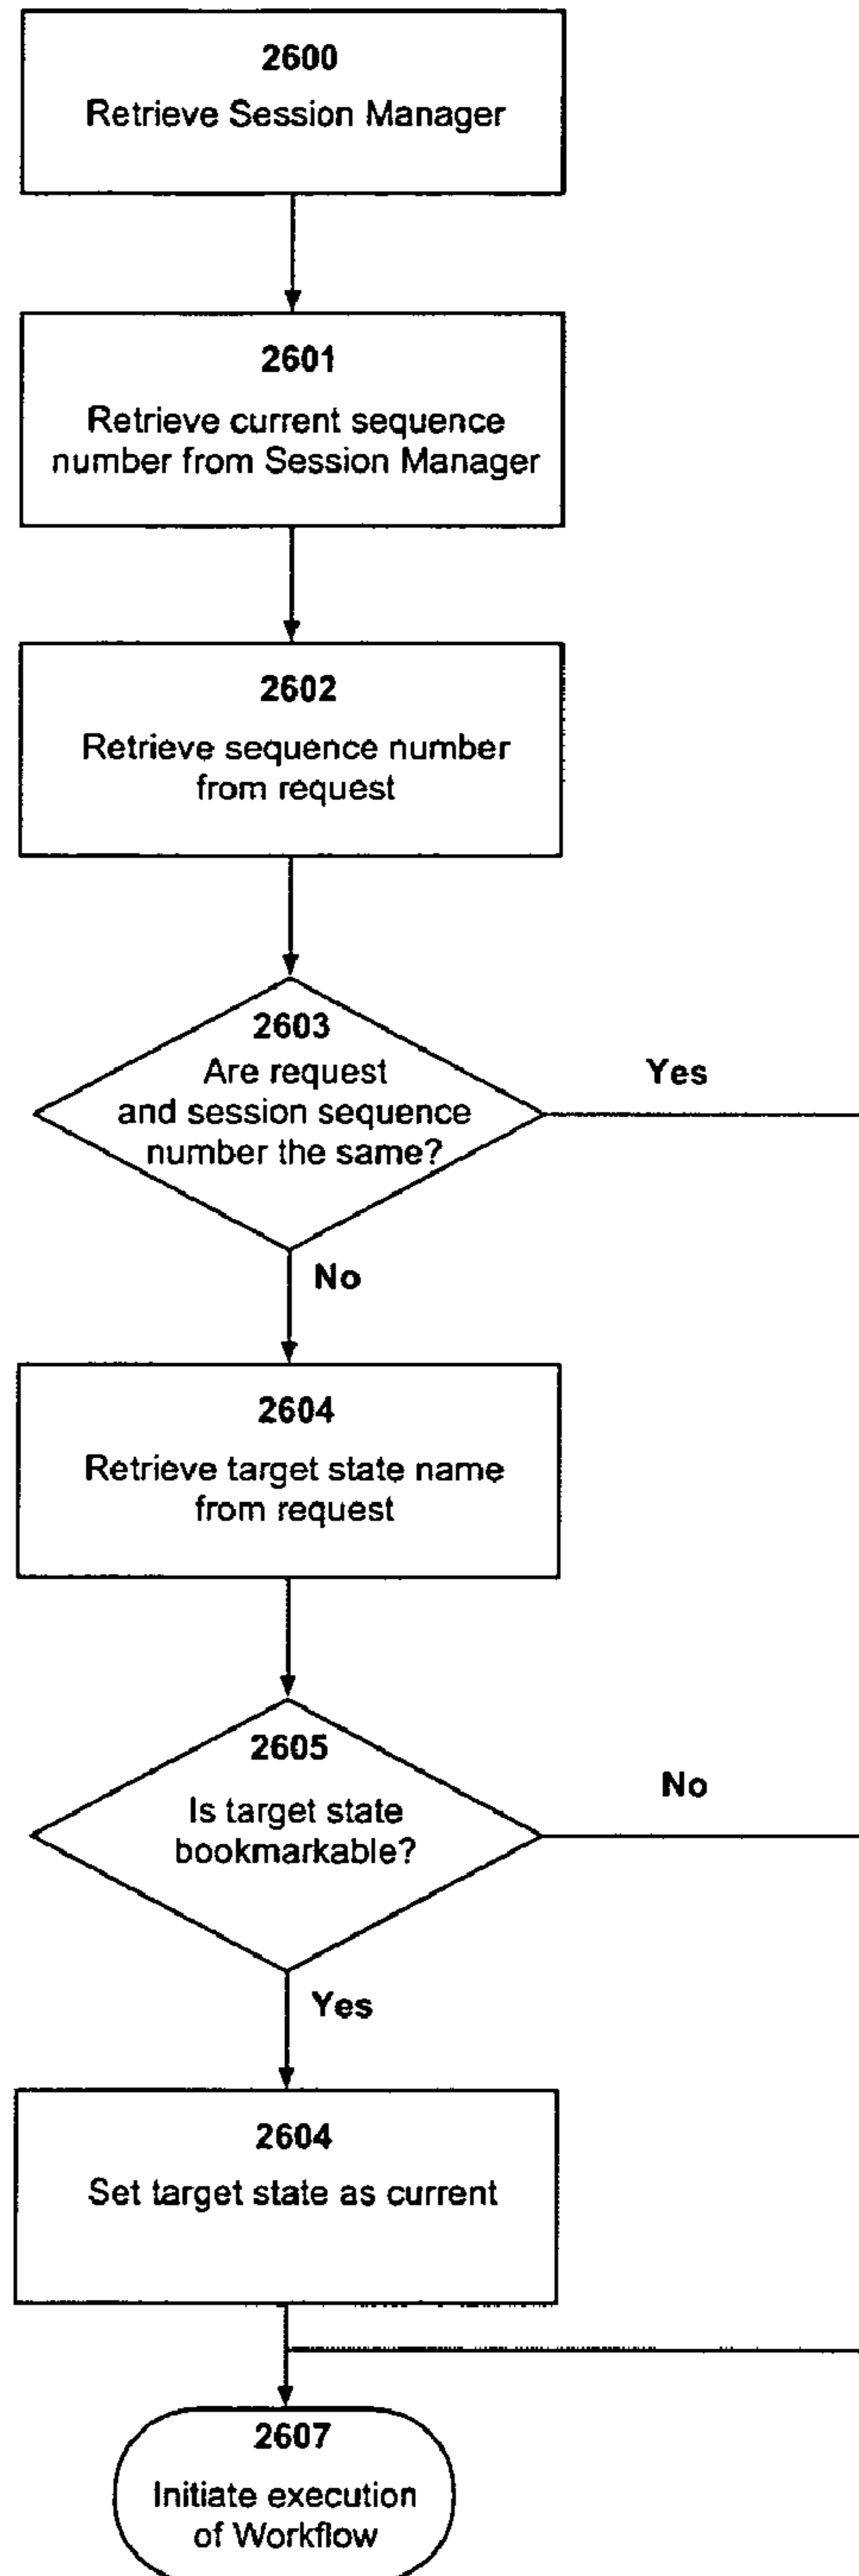 2600
Retrieve Session Manager
2601
Retrieve current sequence
number from Session Manager
2602
Retrieve sequence number
from request
2603
Are request
and session sequence
number the same?
Yes
No
2604
Retrieve target state name
from request
2605
Is target state
bookmarkable?
No
Yes
2604
Set target state as current
2607
Initiate execution
of Workflow